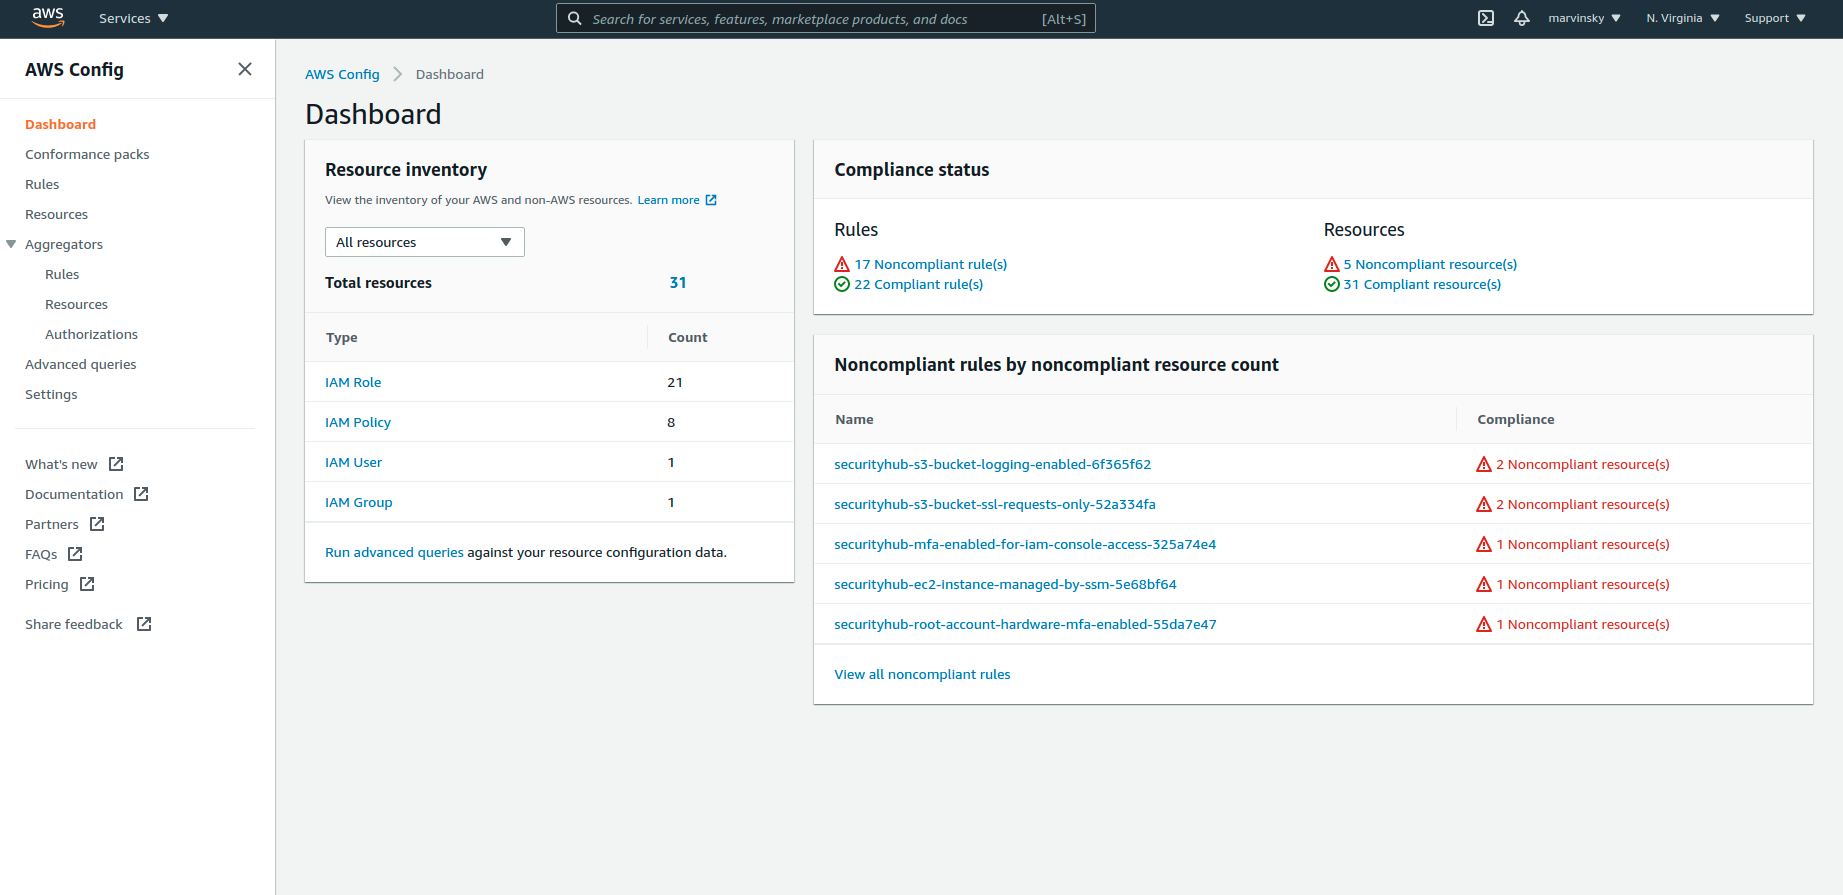 aws
Services
Search for services, features, marketplace products, and docs [Alt+S]
marvinsky
N. Virginia
Support
AWS Config
Dashboard
Conformance packs
Rules
Resources
Aggregators
Rules
Resources
Authorizations
Advanced queries
Settings
What's new
Documentation
Partners
FAQs
Pricing
Share feedback
AWS Config Dashboard
Dashboard
Resource inventory
View the inventory of your AWS and non-AWS resources. Learn more
All resources
Total resources 31
Type Count
IAM Role 21
IAM Policy 8
IAM User 1
IAM Group 1
Run advanced queries against your resource configuration data.
Compliance status
Rules
17 Noncompliant rule(s)
22 Compliant rule(s)
Resources
5 Noncompliant resource(s)
31 Compliant resource(s)
Noncompliant rules by noncompliant resource count
Name Compliance
securityhub-s3-bucket-logging-enabled-6f365f62 2 Noncompliant resource(s)
securityhub-s3-bucket-ssl-requests-only-52a334fa 2 Noncompliant resource(s)
securityhub-mfa-enabled-for-iam-console-access-325a74e4 1 Noncompliant resource(s)
securityhub-ec2-instance-managed-by-ssm-5e68bf64 1 Noncompliant resource(s)
securityhub-root-account-hardware-mfa-enabled-55da7e47 1 Noncompliant resource(s)
View all noncompliant rules